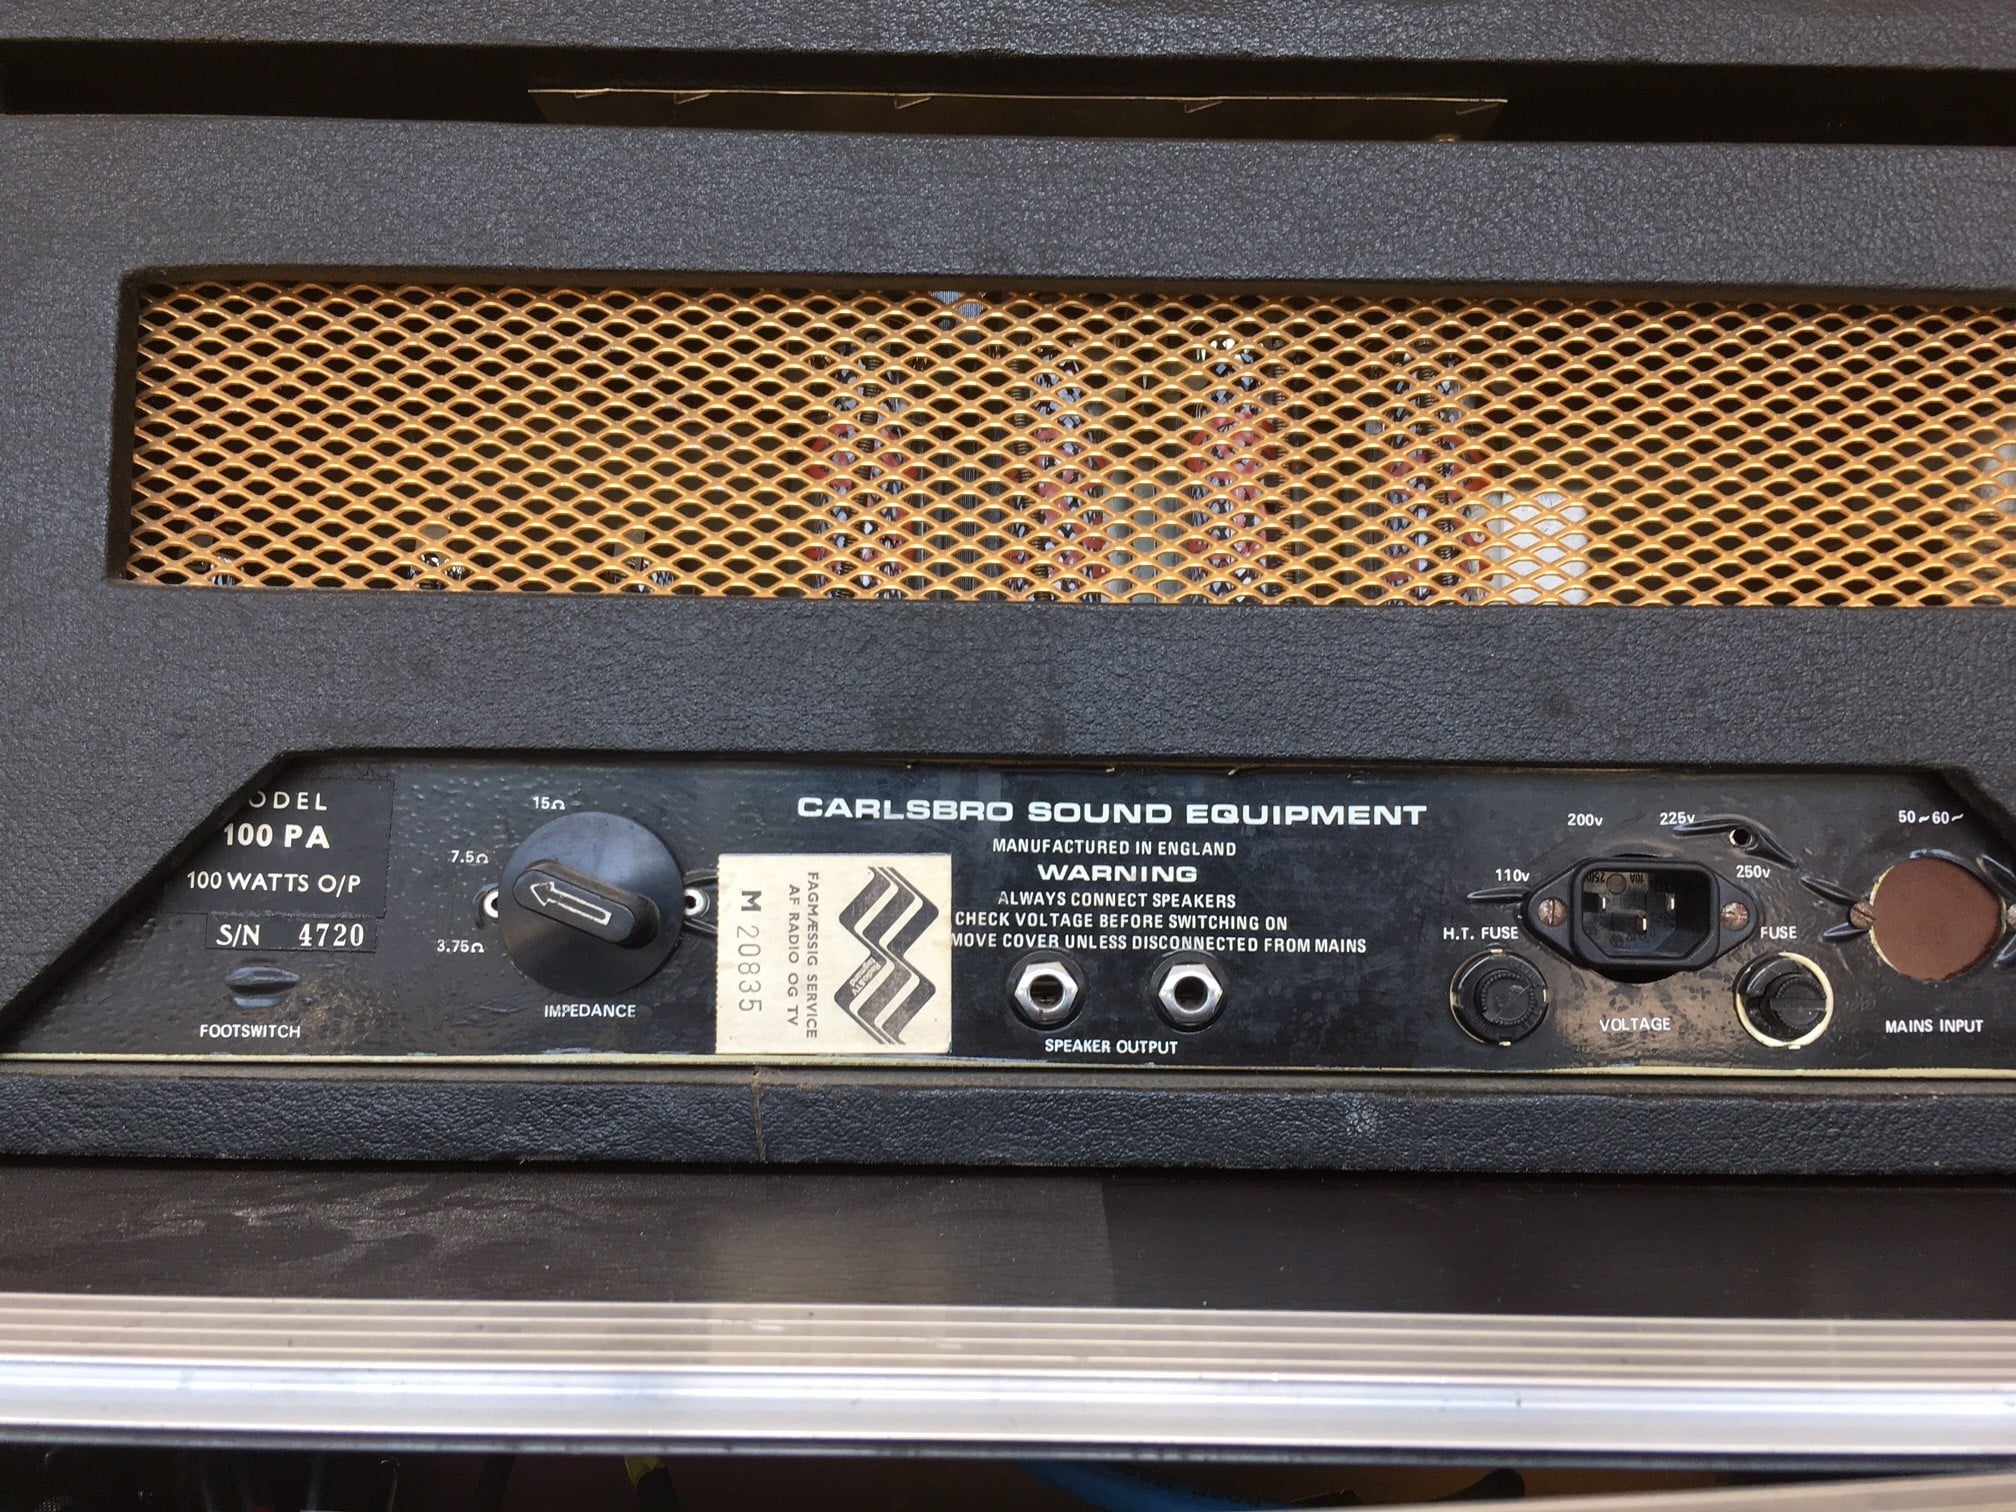 ODEL
100 PA
100 WATTS O/P
S/N 4720
FOOTSWITCH
15Ω
7.5Ω
3.75Ω
IMPEDANCE
FAGMÆSSIG SERVICE
AF RADIO OG TV
M 20835
CARLSBRO SOUND EQUIPMENT
MANUFACTURED IN ENGLAND
WARNING
ALWAYS CONNECT SPEAKERS
CHECK VOLTAGE BEFORE SWITCHING ON
MOVE COVER UNLESS DISCONNECTED FROM MAINS
SPEAKER OUTPUT
110v
200v
225v
250v
10A 250V
H.T. FUSE
VOLTAGE
FUSE
50~60~
MAINS INPUT